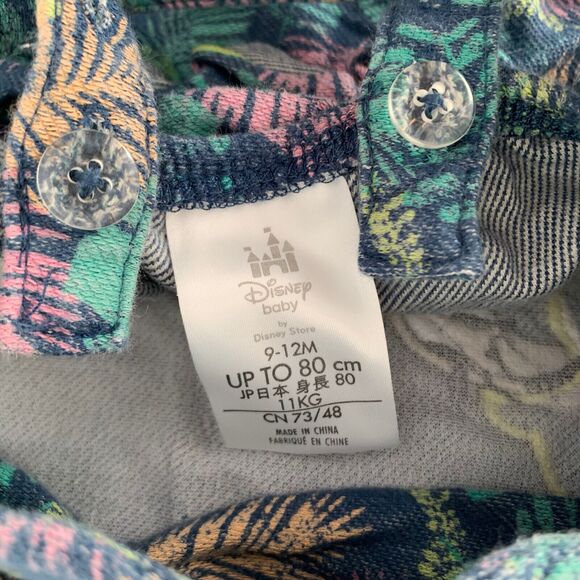 Disney
baby
by
Disney Store
9-12M
UP TO 80 cm
JP日本 身長 80
11KG
CN 73/48
MADE IN CHINA
FABRIQUÉ EN CHINE